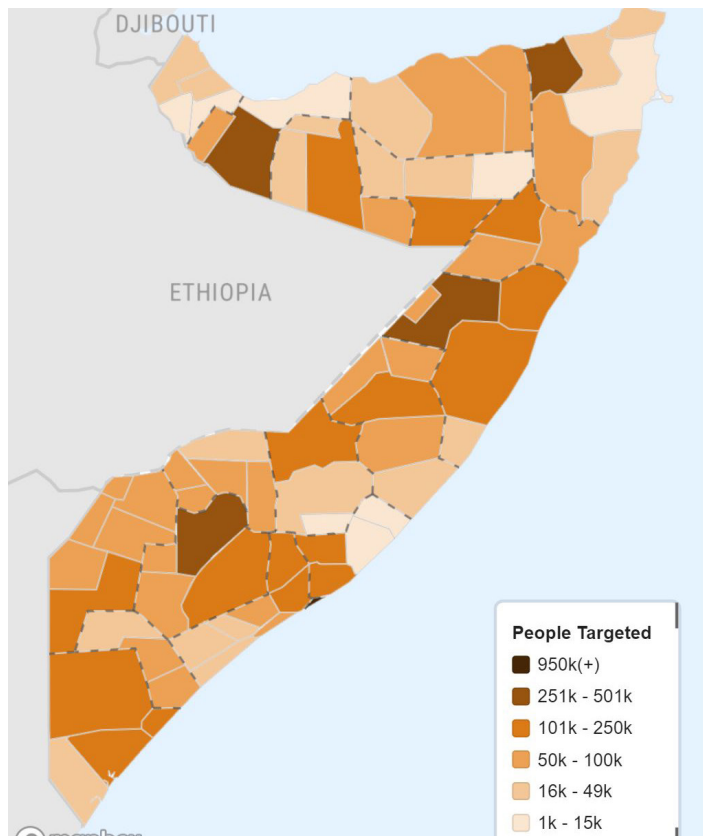 DJIBOUTI
ETHIOPIA
People Targeted
950k(+)
251k - 501k
101k - 250k
50k - 100k
16k - 49k
1k - 15k